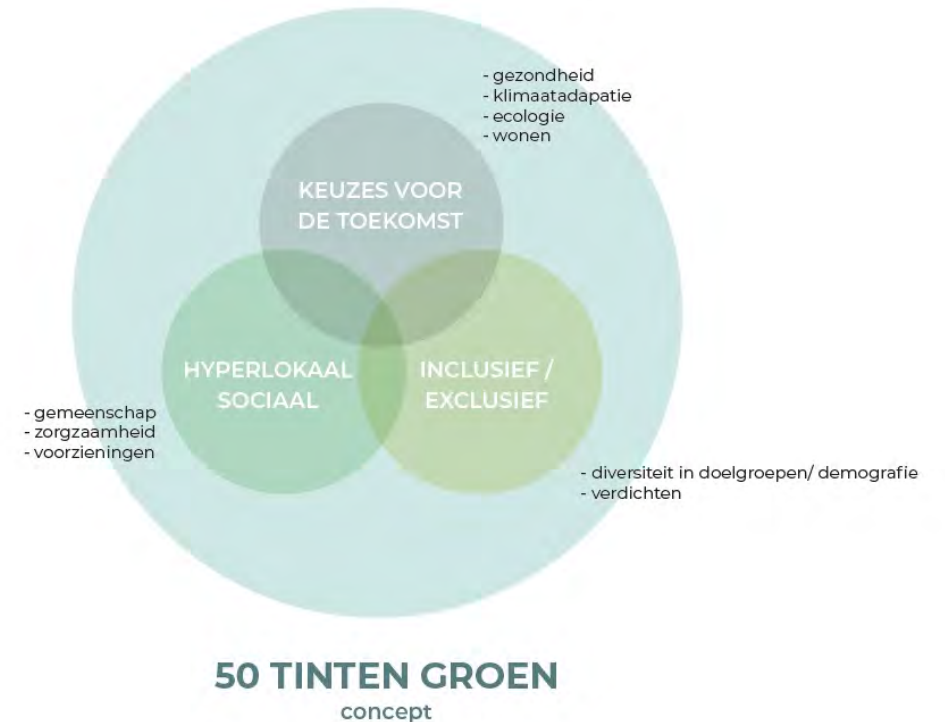 - gezondheid
- klimaatadapatie
- ecologie
- wonen
KEUZES VOOR
DE TOEKOMST
HYPERLOKAAL
SOCIAAL
INCLUSIEF /
EXCLUSIEF
- gemeenschap
- zorgzaamheid
- voorzieningen
- diversiteit in doelgroepen/ demografie
- verdichten
50 TINTEN GROEN
concept